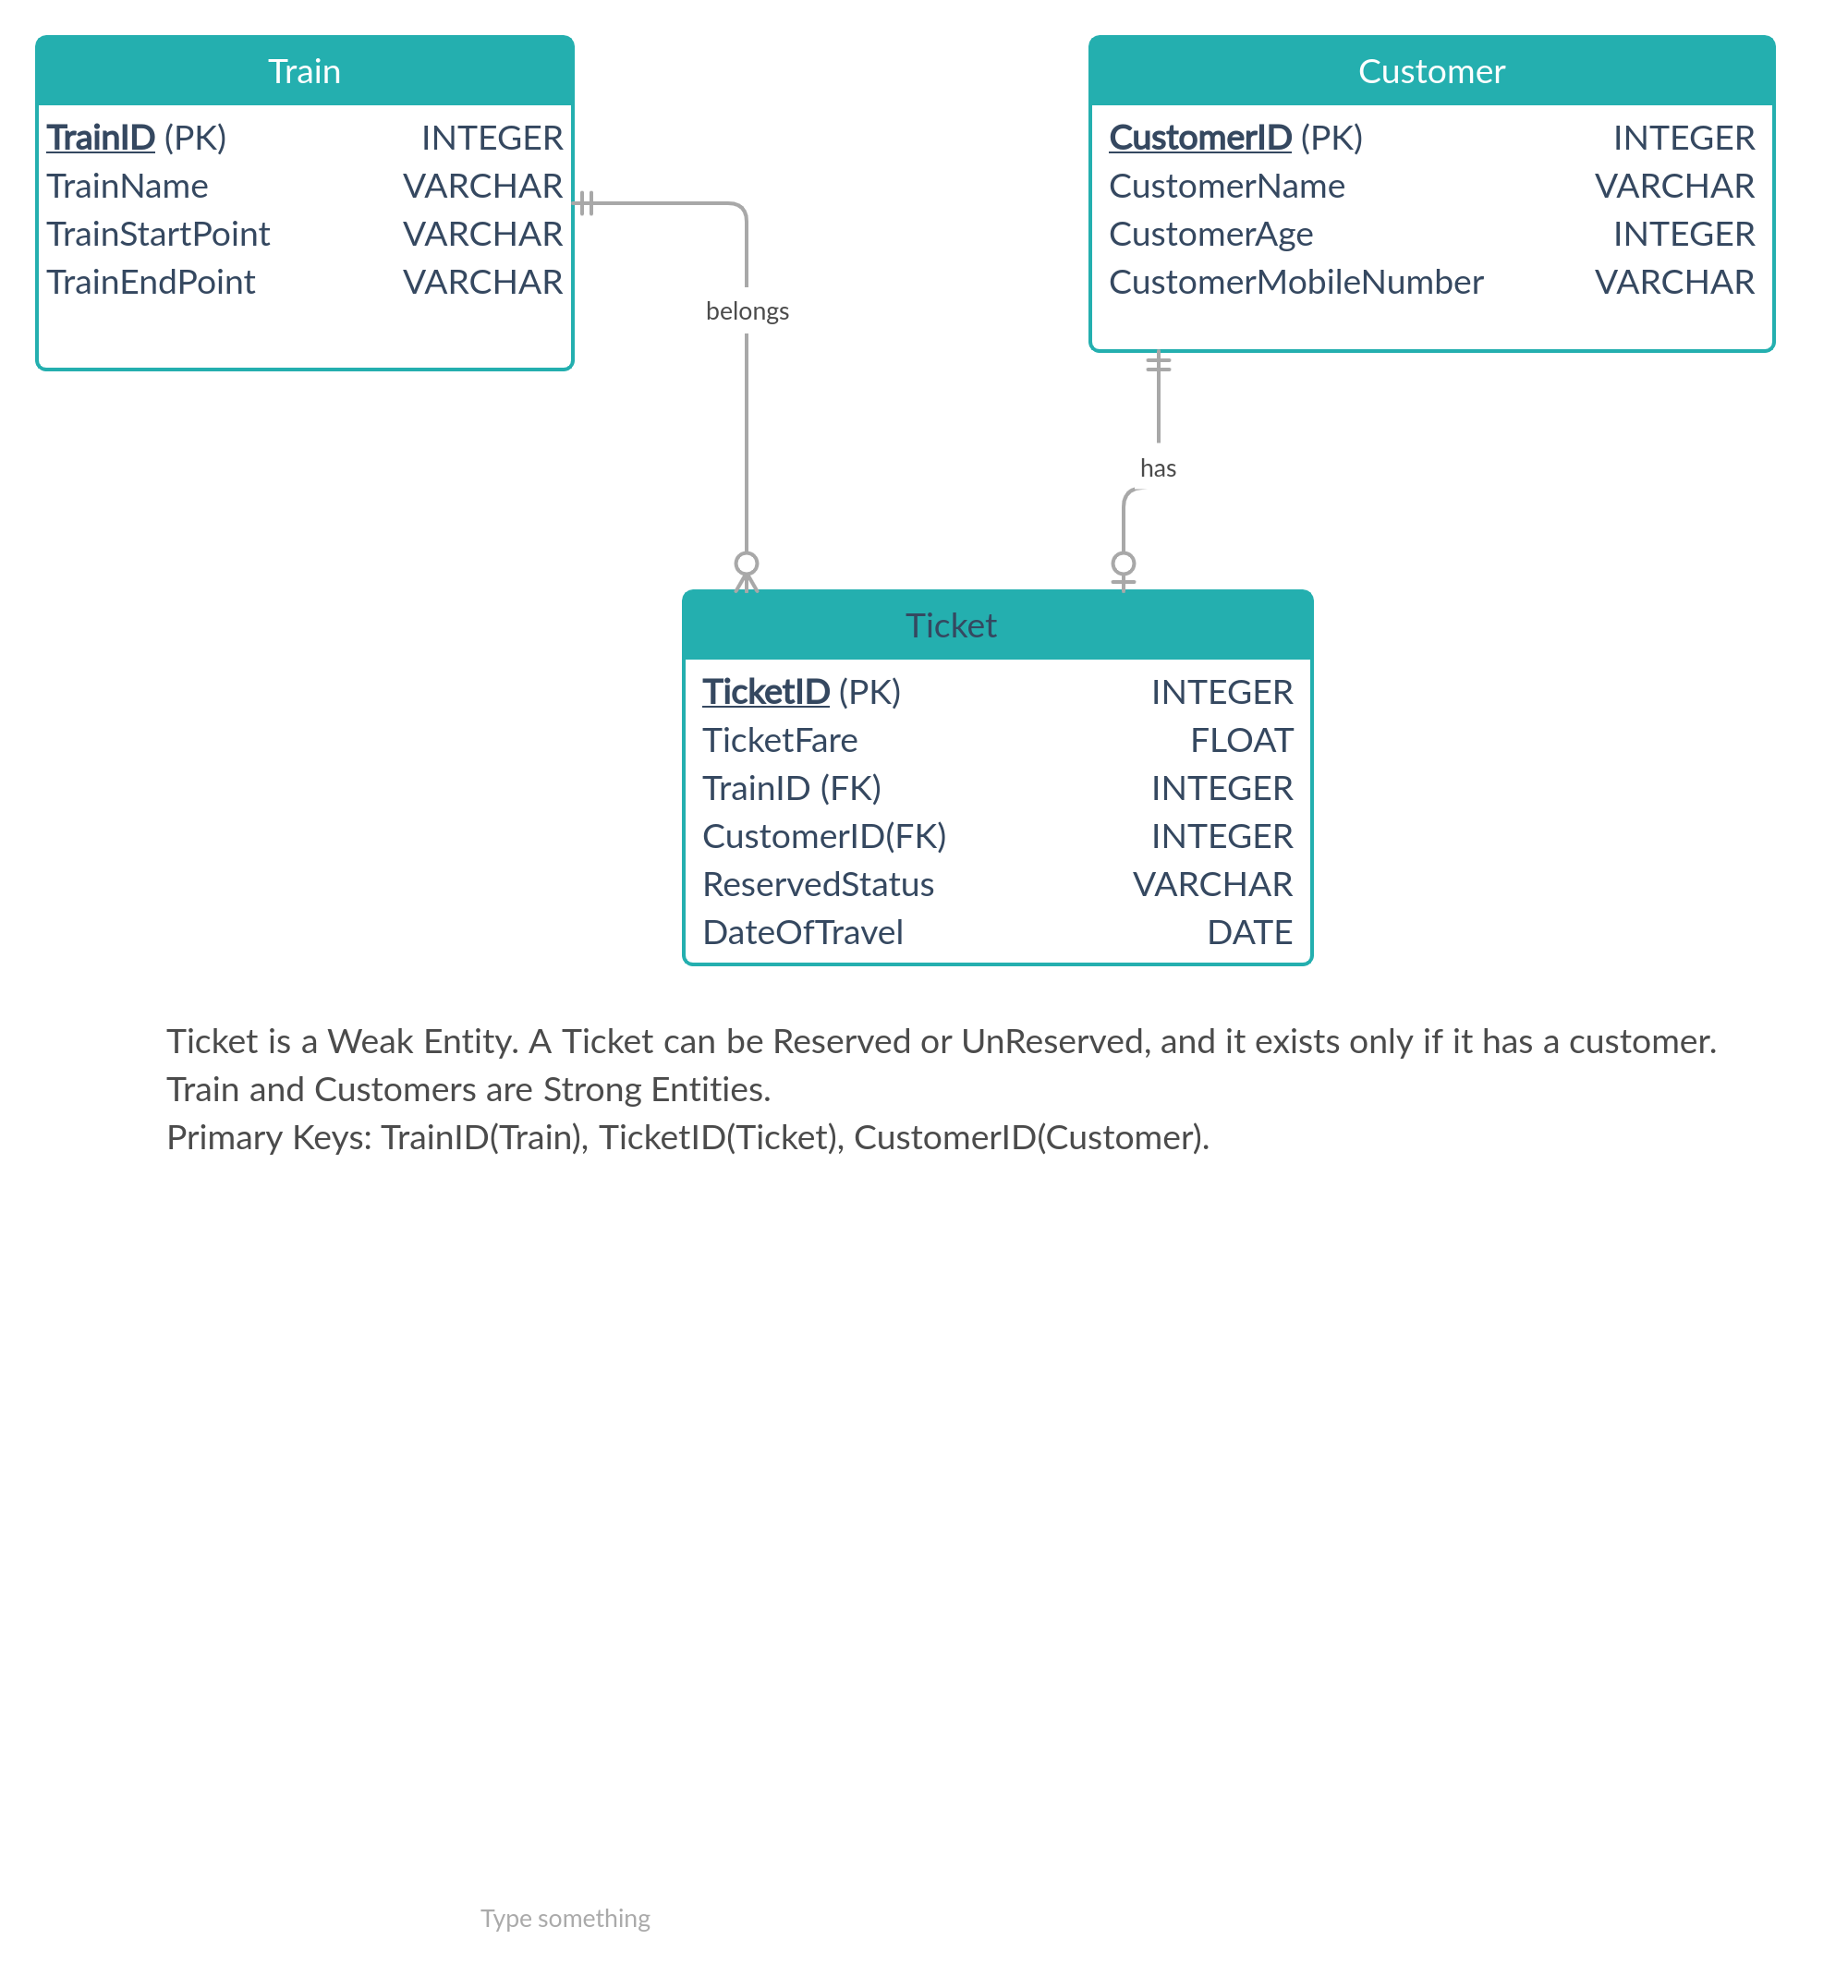 Train
TrainID (PK) INTEGER
TrainName VARCHAR
TrainStartPoint VARCHAR
TrainEndPoint VARCHAR
Customer
CustomerID (PK) INTEGER
CustomerName VARCHAR
CustomerAge INTEGER
CustomerMobileNumber VARCHAR
belongs
has
Ticket
TicketID (PK) INTEGER
TicketFare FLOAT
TrainID (FK) INTEGER
CustomerID(FK) INTEGER
ReservedStatus VARCHAR
DateOfTravel DATE
Ticket is a Weak Entity. A Ticket can be Reserved or UnReserved, and it exists only if it has a customer.
Train and Customers are Strong Entities.
Primary Keys: TrainID(Train), TicketID(Ticket), CustomerID(Customer).
Type something